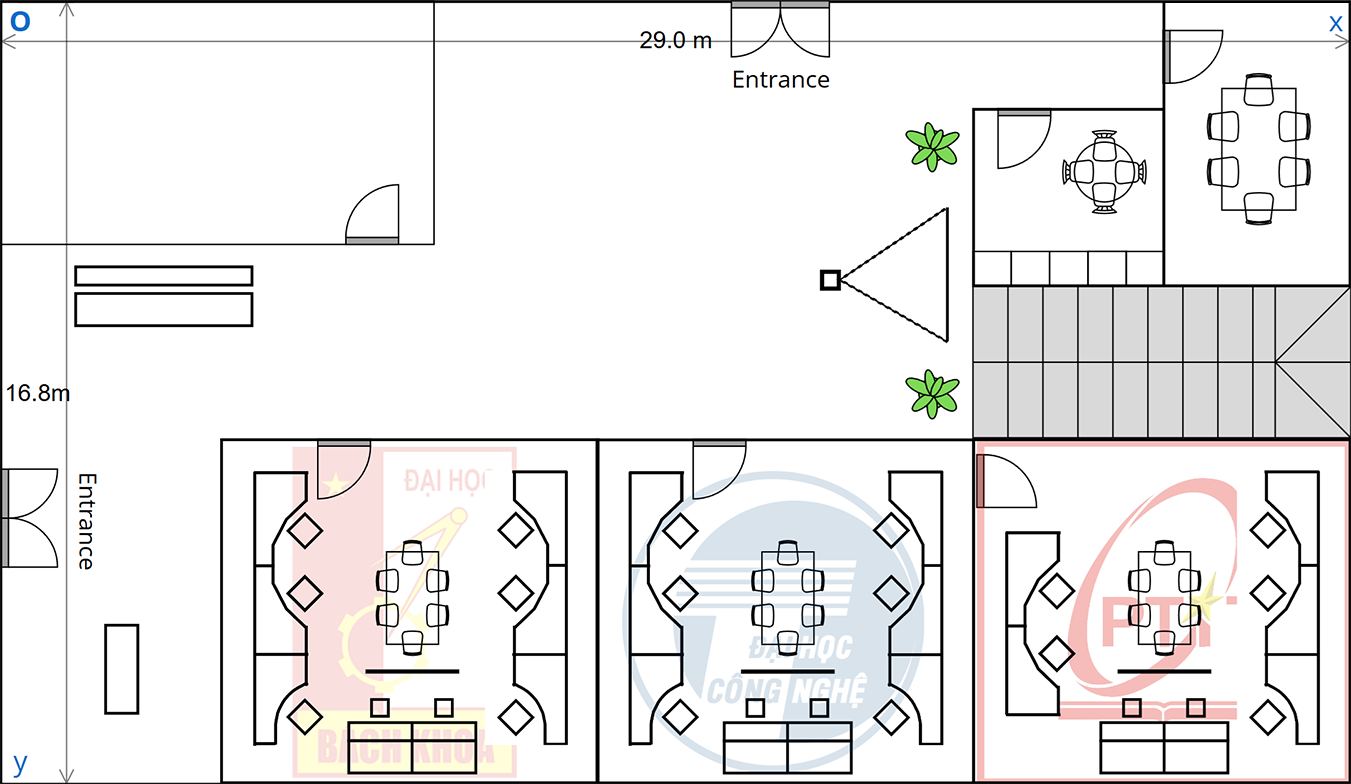 O
x
29.0 m
Entrance
16.8m
Entrance
y
ĐẠI HỌC
BÁCH KHOA
ĐẠI HỌC
CÔNG NGHỆ
PTiT